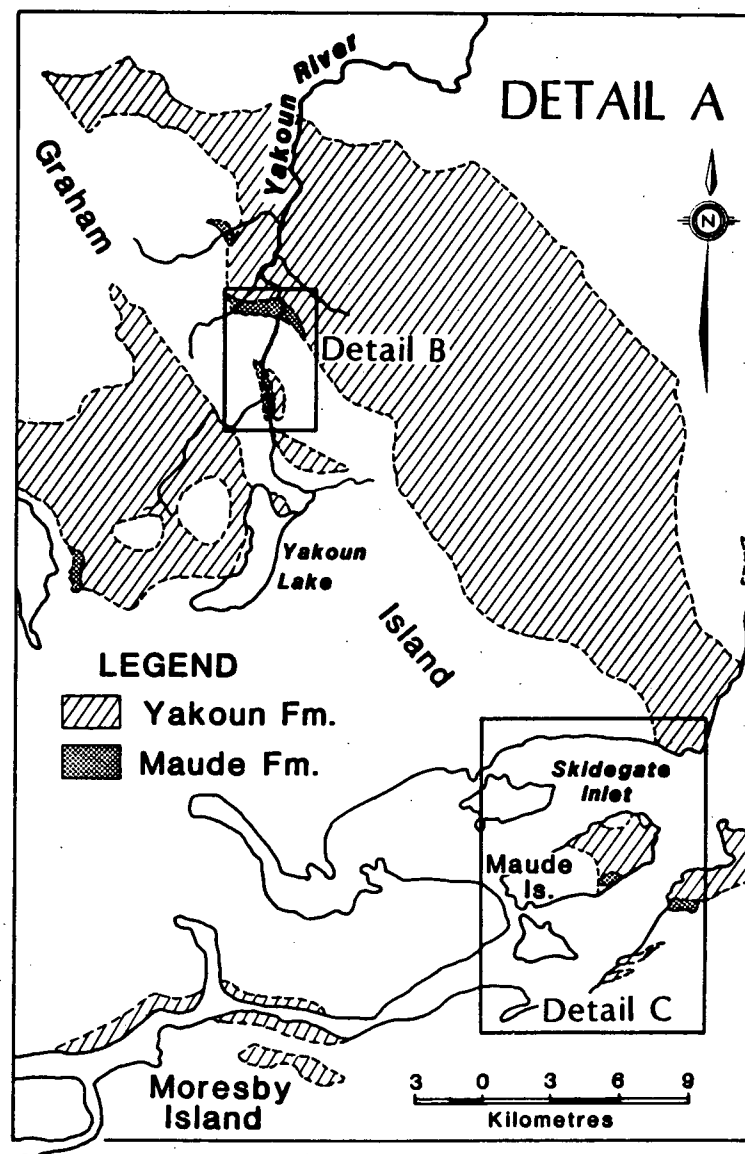 DETAIL A
Yakoun River
Graham
N
Detail B
Yakoun
Lake
Island
LEGEND
Yakoun Fm.
Maude Fm.
Skidegate
Inlet
Maude
Is.
Detail C
Moresby
Island
3 0 3 6 9
Kilometres